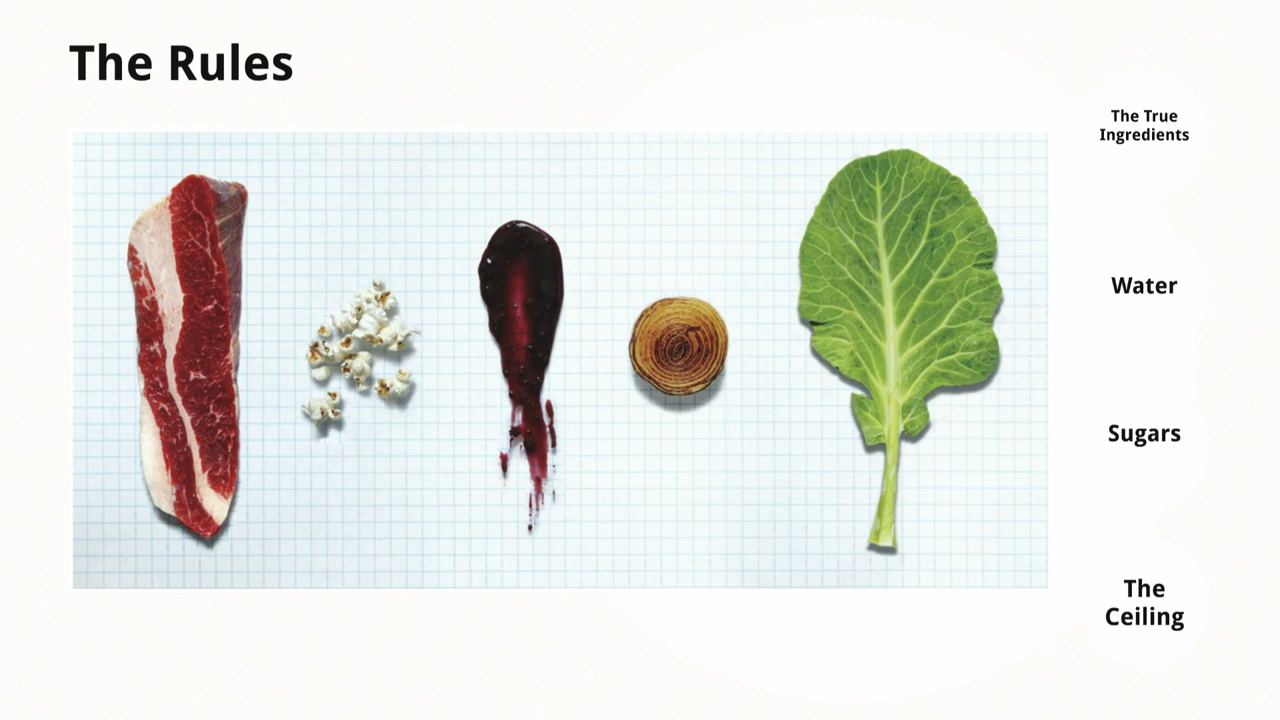 The Rules
The True
Ingredients
Water
Sugars
The
Ceiling